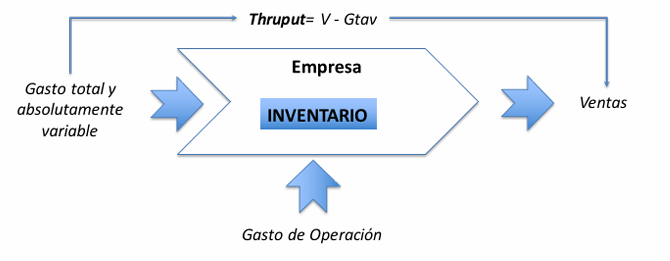 Thruput= V - Gtav
Empresa
Gasto total y
absolutamente
variable
INVENTARIO
Ventas
Gasto de Operación